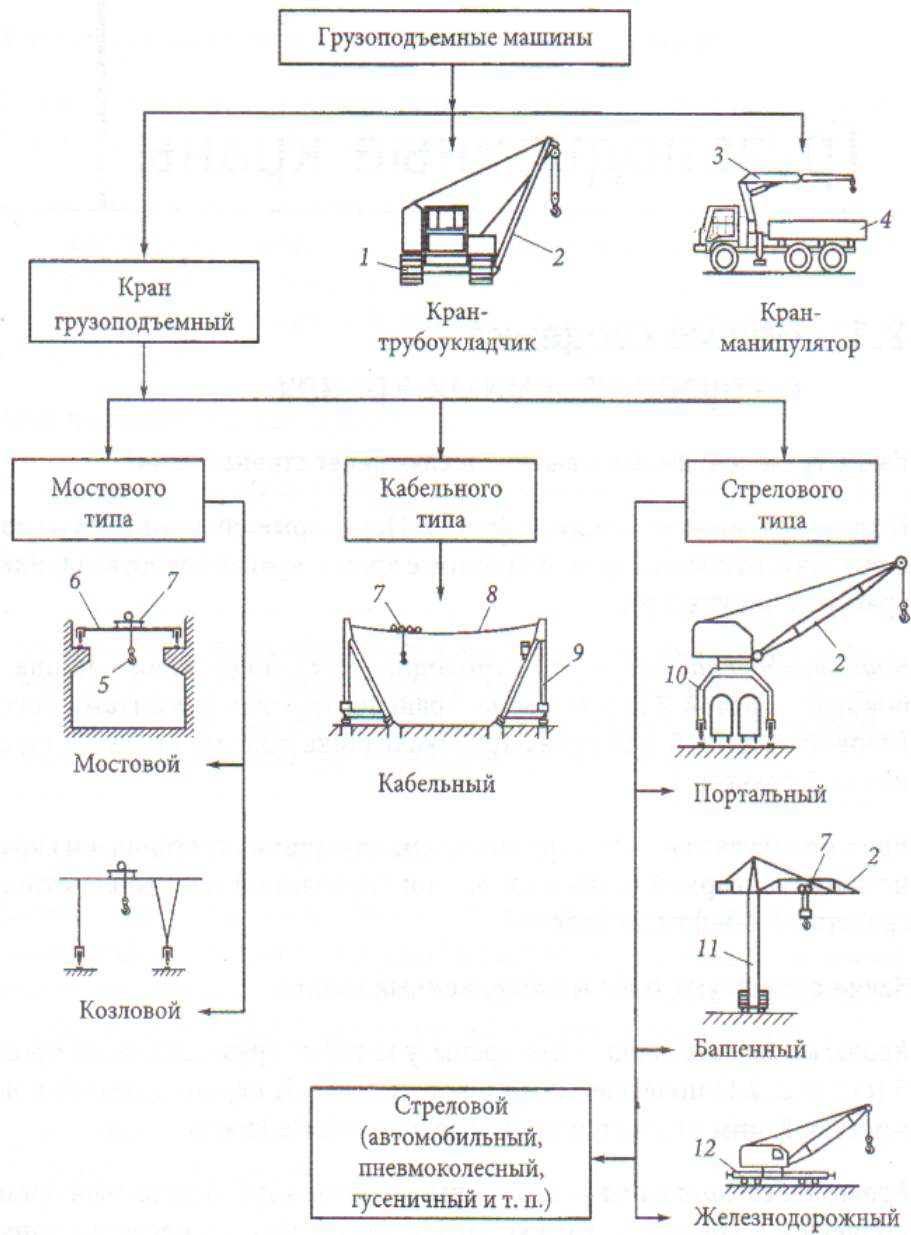 Грузоподъемные машины
3
4
1
2
Кран
грузоподъемный
Кран-
трубоукладчик
Кран-
манипулятор
Мостового
типа
Кабельного
типа
Стрелового
типа
6
7
5
7
8
9
2
10
Мостовой
Кабельный
Портальный
7
2
11
Козловой
Башенный
Стреловой
(автомобильный,
пневмоколесный,
гусеничный и т. п.)
12
Железнодорожный